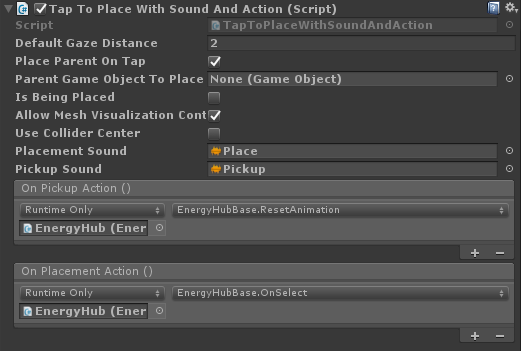 Tap To Place With Sound And Action (Script)
Script TapToPlaceWithSoundAndAction
Default Gaze Distance 2
Place Parent On Tap
Parent Game Object To Place None (Game Object)
Is Being Placed
Allow Mesh Visualization Cont
Use Collider Center
Placement Sound Place
Pickup Sound Pickup
On Pickup Action ()
Runtime Only EnergyHubBase.ResetAnimation
EnergyHub (Ener
+ −
On Placement Action ()
Runtime Only EnergyHubBase.OnSelect
EnergyHub (Ener
+ −